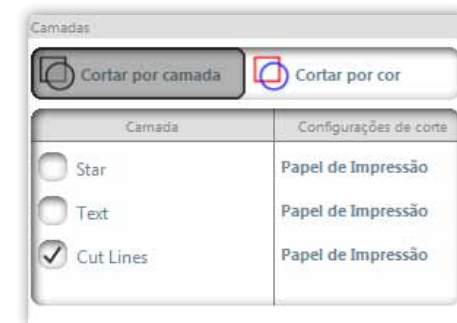 Camadas
Cortar por camada Cortar por cor
Camada Configurações de corte
Star Papel de Impressão
Text Papel de Impressão
Cut Lines Papel de Impressão